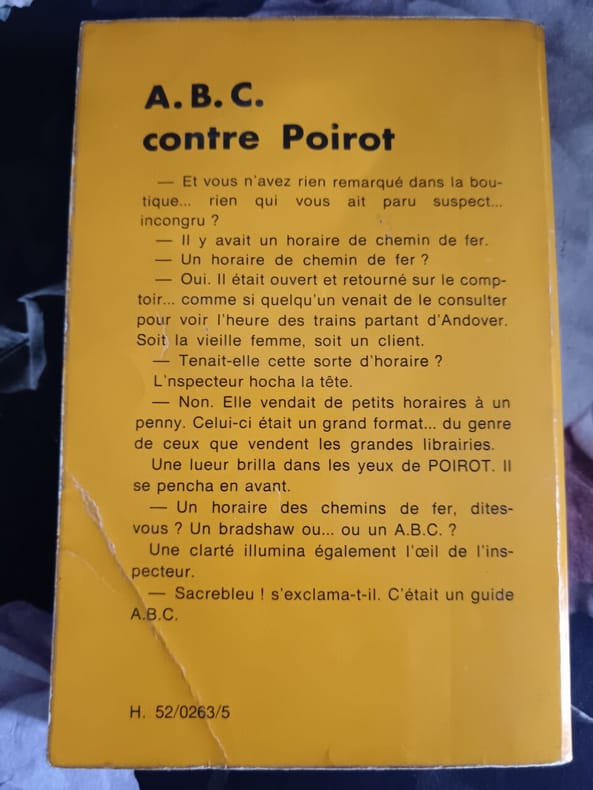 A.B.C.
contre Poirot
— Et vous n'avez rien remarqué dans la bou-
tique... rien qui vous ait paru suspect...
incongru ?
— Il y avait un horaire de chemin de fer.
— Un horaire de chemin de fer ?
— Oui. Il était ouvert et retourné sur le comp-
toir... comme si quelqu'un venait de le consulter
pour voir l'heure des trains partant d'Andover.
Soit la vieille femme, soit un client.
— Tenait-elle cette sorte d'horaire ?
L'nspecteur hocha la tête.
— Non. Elle vendait de petits horaires à un
penny. Celui-ci était un grand format... du genre
de ceux que vendent les grandes librairies.
Une lueur brilla dans les yeux de POIROT. Il
se pencha en avant.
— Un horaire des chemins de fer, dites-
vous ? Un bradshaw ou... ou un A.B.C. ?
Une clarté illumina également l'œil de l'ins-
pecteur.
— Sacrebleu ! s'exclama-t-il. C'était un guide
A.B.C.
H. 52/0263/5